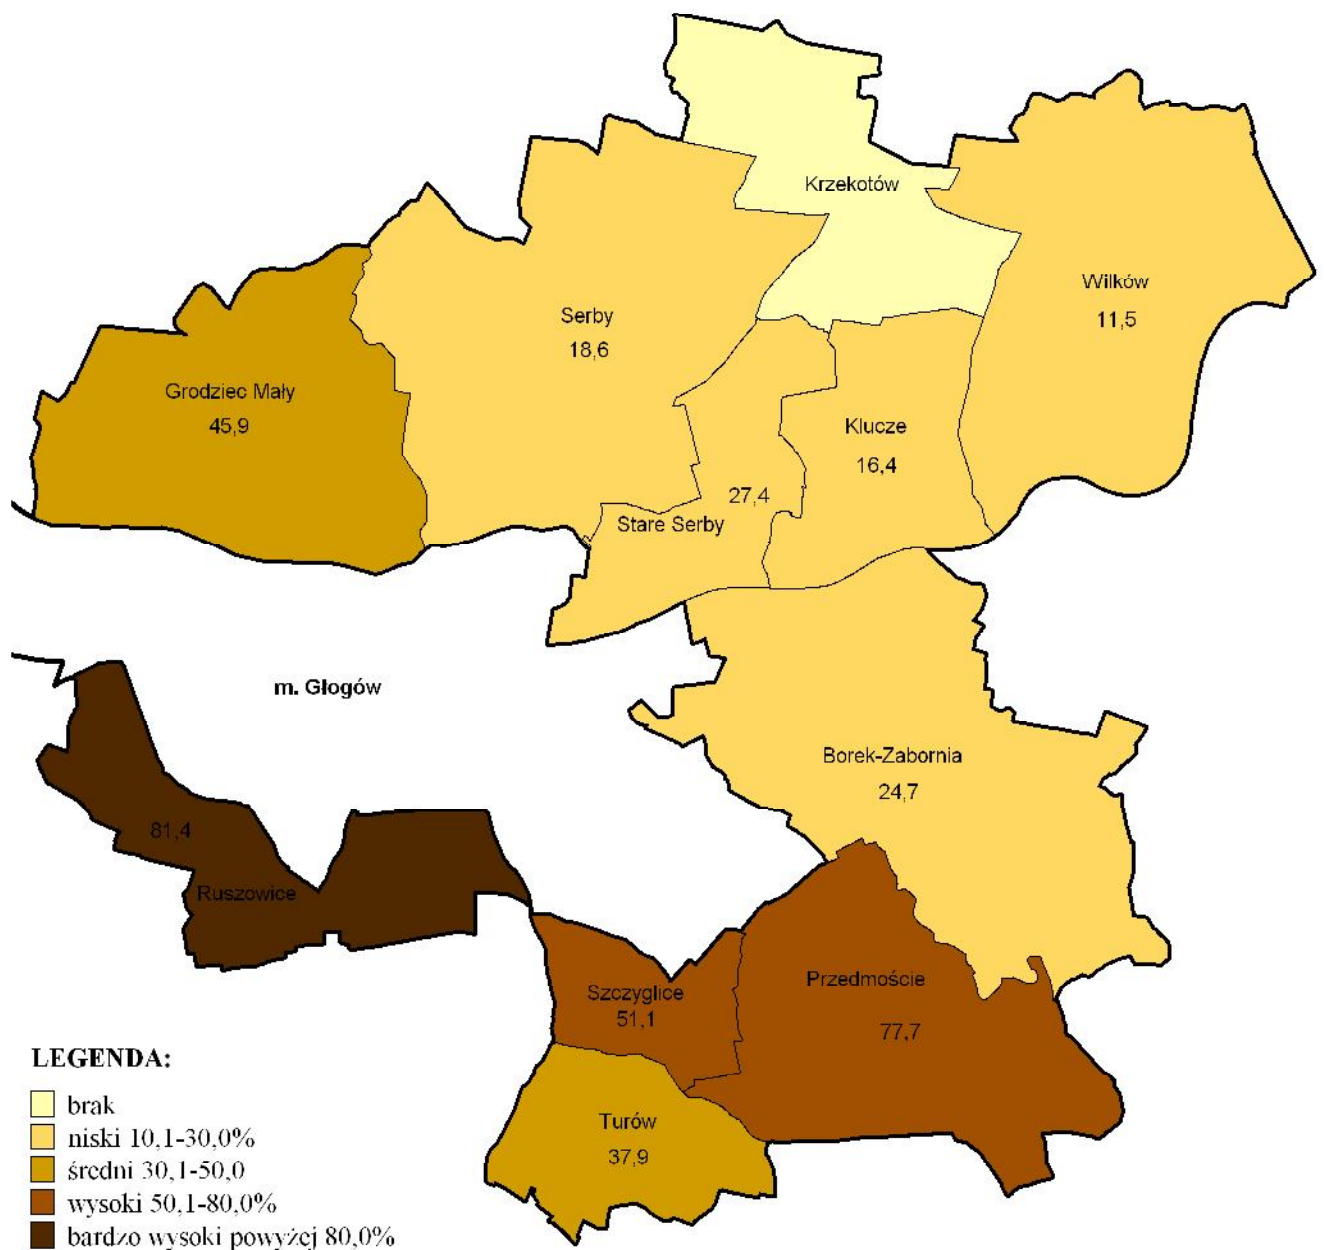 Krzekotów
Wilków
11,5
Serby
18,6
Grodziec Mały
45,9
Klucze
16,4
27,4
Stare Serby
m. Głogów
Borek-Zabornia
24,7
81,4
Ruszowice
Szczyglice
51,1
Przedmoście
77,7
Turów
37,9
LEGENDA:
brak
niski 10,1-30,0%
średni 30,1-50,0
wysoki 50,1-80,0%
bardzo wysoki powyżej 80,0%